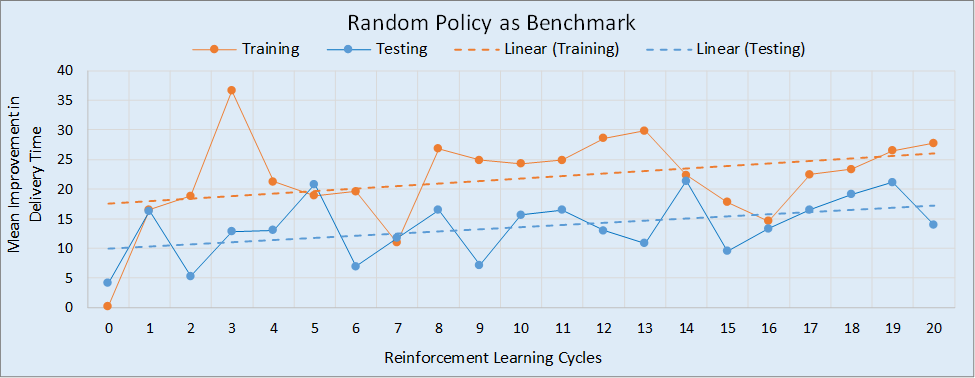 Random Policy as Benchmark
Training Testing Linear (Training) Linear (Testing)
Mean Improvement in
Delivery Time
40
35
30
25
20
15
10
5
0
0 1 2 3 4 5 6 7 8 9 10 11 12 13 14 15 16 17 18 19 20
Reinforcement Learning Cycles